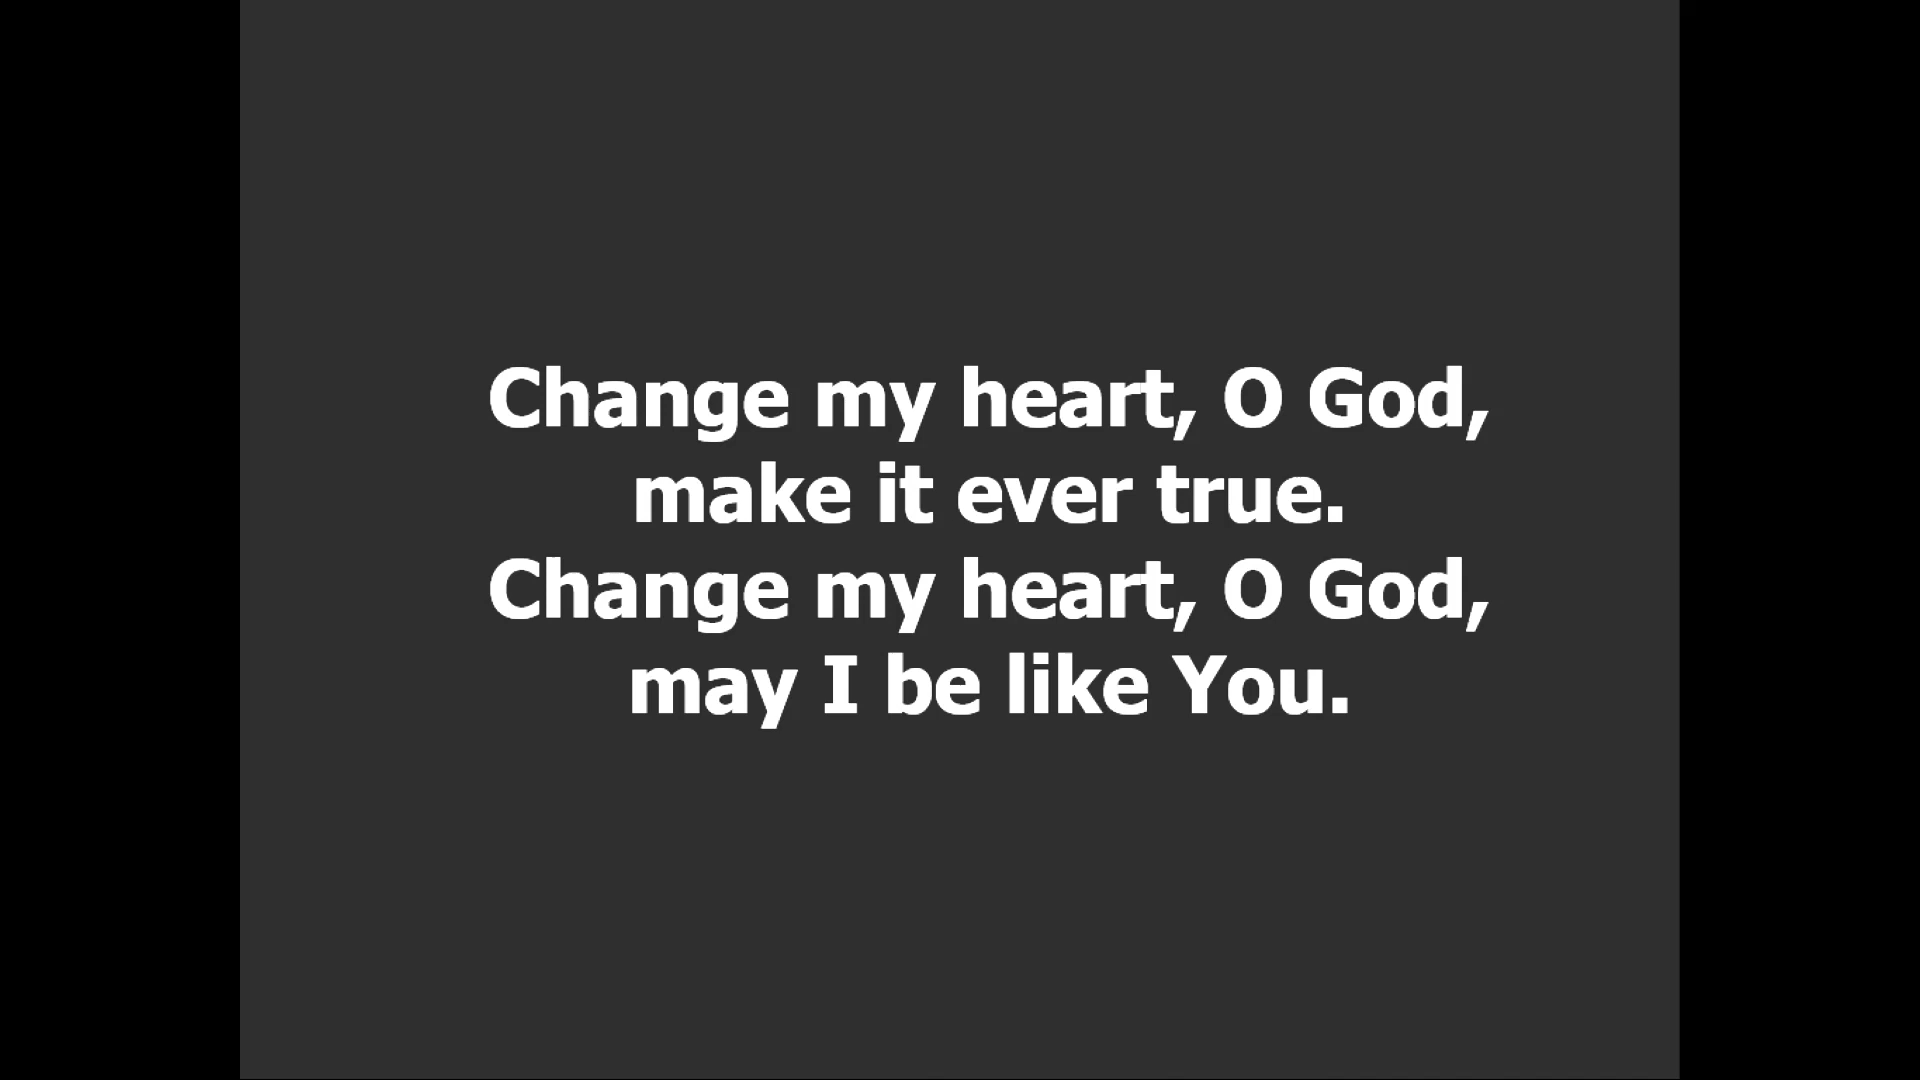 Change my heart, O God,
make it ever true.
Change my heart, O God,
may I be like You.